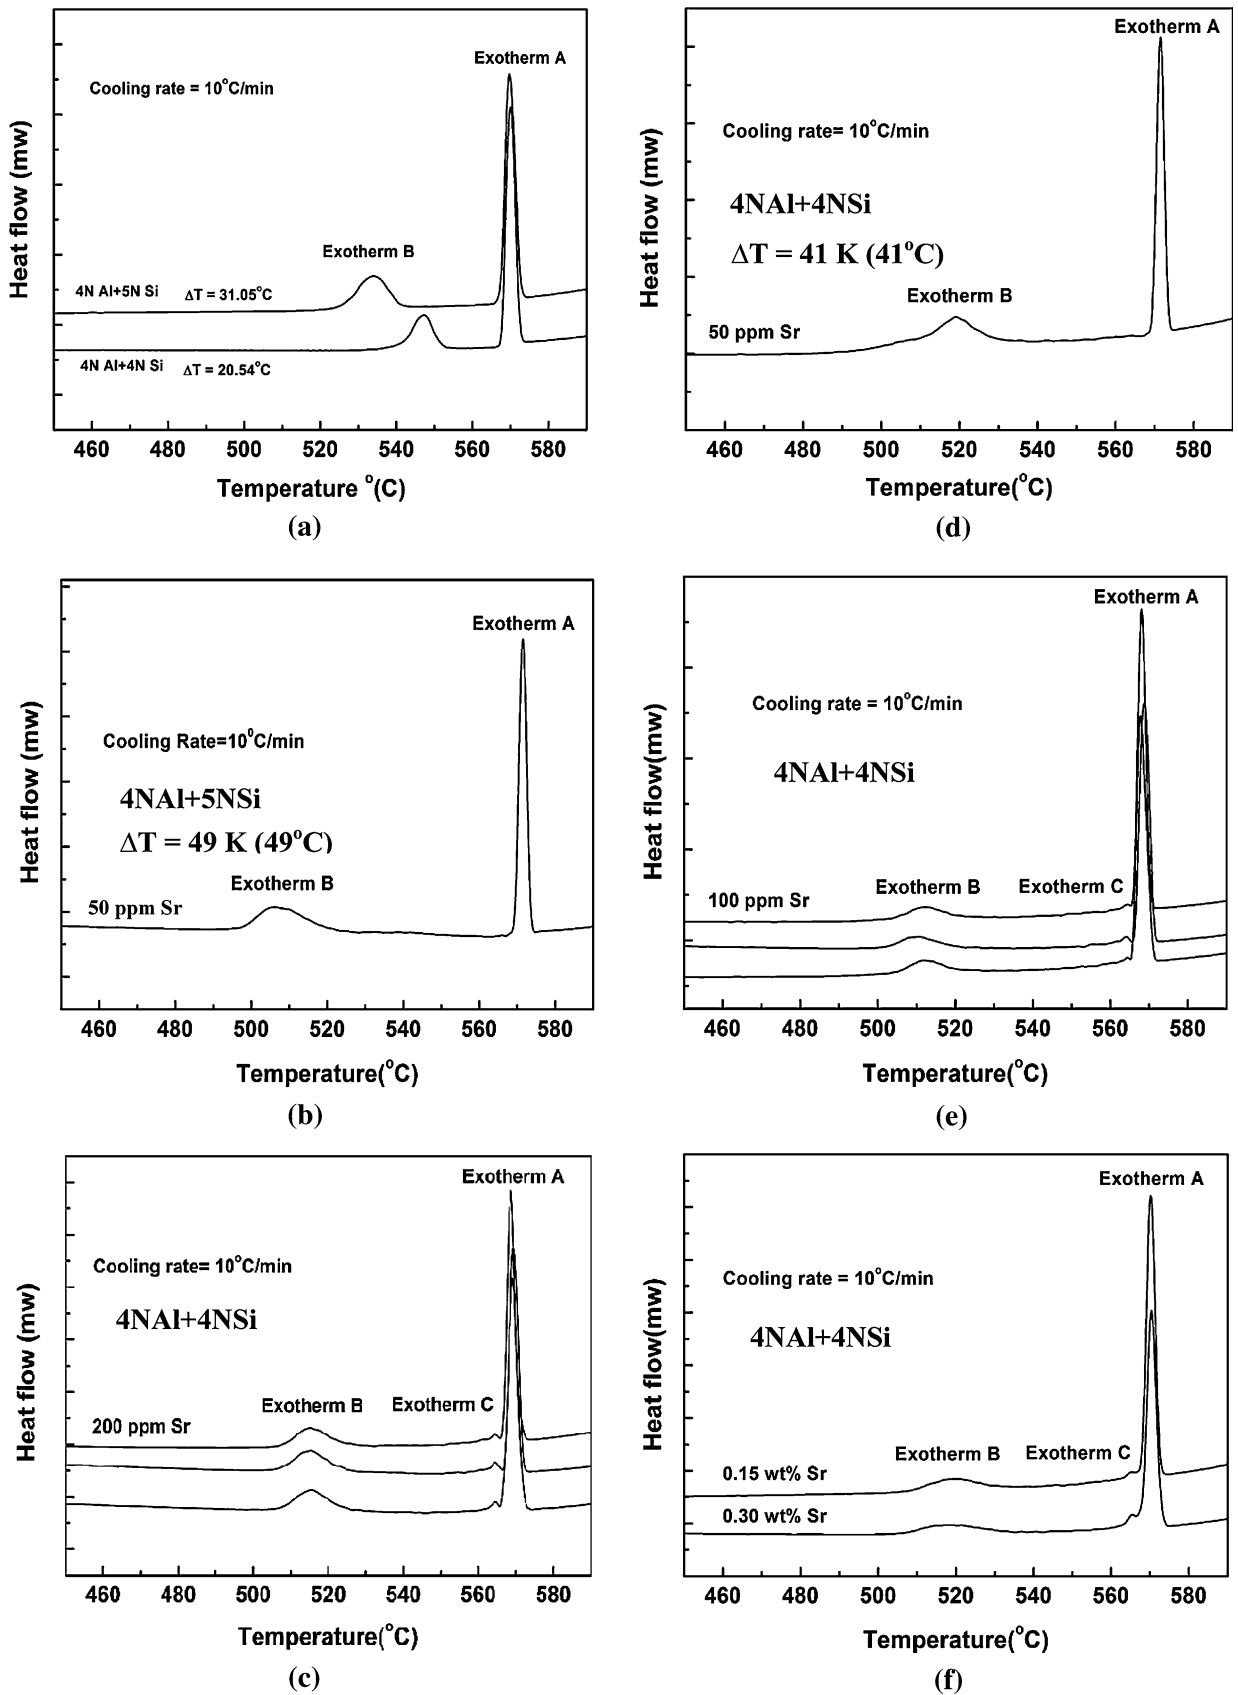 Exotherm A
Cooling rate = 10°C/min
Exotherm B
4N Al+5N Si ΔT = 31.05°C
4N Al+4N Si ΔT = 20.54°C
Heat flow (mw)
460 480 500 520 540 560 580
Temperature °(C)
(a)
Exotherm A
Cooling rate= 10°C/min
4NAl+4NSi
ΔT = 41 K (41°C)
Exotherm B
50 ppm Sr
Heat flow (mw)
460 480 500 520 540 560 580
Temperature(°C)
(d)
Exotherm A
Cooling Rate=10⁰C/min
4NAl+5NSi
ΔT = 49 K (49°C)
Exotherm B
50 ppm Sr
Heat flow (mw)
460 480 500 520 540 560 580
Temperature(°C)
(b)
Exotherm A
Cooling rate = 10°C/min
4NAl+4NSi
Exotherm B Exotherm C
100 ppm Sr
Heat flow(mw)
460 480 500 520 540 560 580
Temperature(°C)
(e)
Exotherm A
Cooling rate= 10°C/min
4NAl+4NSi
Exotherm B Exotherm C
200 ppm Sr
Heat flow (mw)
460 480 500 520 540 560 580
Temperature(°C)
(c)
Exotherm A
Cooling rate = 10°C/min
4NAl+4NSi
Exotherm B Exotherm C
0.15 wt% Sr
0.30 wt% Sr
Heat flow(mw)
460 480 500 520 540 560 580
Temperature(°C)
(f)